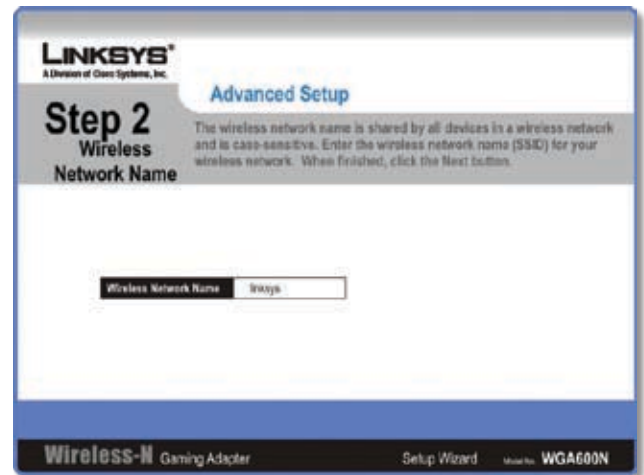 LINKSYS®
A Division of Cisco Systems, Inc.
Advanced Setup
Step 2
Wireless
Network Name
The wireless network name is shared by all devices in a wireless network
and is case-sensitive. Enter the wireless network name (SSID) for your
wireless network. When finished, click the Next button.
Wireless Network Name linksys
Wireless-N Gaming Adapter
Setup Wizard Model No. WGA600N